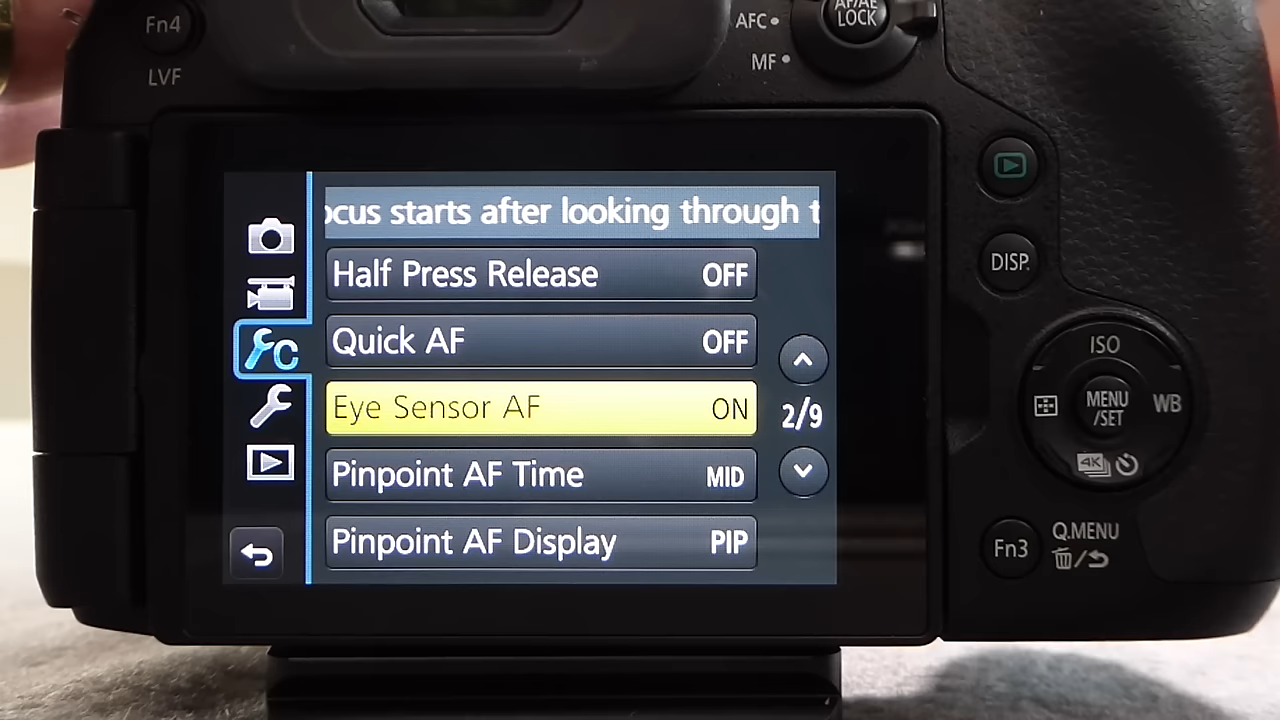 Fn4
LVF
AFC
MF
AF/AE
LOCK
ocus starts after looking through t
Half Press Release OFF
Quick AF OFF
Eye Sensor AF ON
Pinpoint AF Time MID
Pinpoint AF Display PIP
2/9
C
DISP.
ISO
MENU
/SET
WB
4K
Fn3
Q.MENU